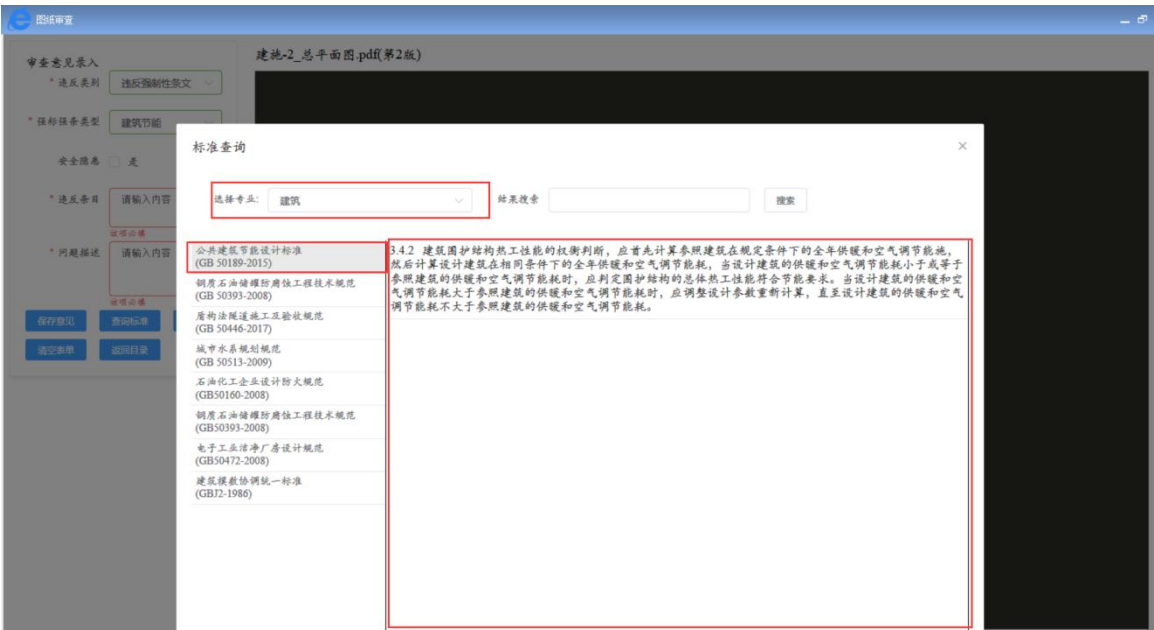 图纸审查
审查意见录入
建施-2_总平面图.pdf(第2版)
* 违反类别 违反强制性条文
* 强标强条类型 建筑节能
安全隐患 是
* 违反条目 请输入内容
该项必填
* 问题描述 请输入内容
该项必填
保存意见 查询标准
清空表单 返回目录
标准查询
选择专业: 建筑 结果搜索 搜索
公共建筑节能设计标准
(GB 50189-2015)
钢质石油储罐防腐蚀工程技术规范
(GB 50393-2008)
盾构法隧道施工及验收规范
(GB 50446-2017)
城市水系规划规范
(GB 50513-2009)
石油化工企业设计防火规范
(GB50160-2008)
钢质石油储罐防腐蚀工程技术规范
(GB50393-2008)
电子工业洁净厂房设计规范
(GB50472-2008)
建筑模数协调统一标准
(GBJ2-1986)
3.4.2 建筑围护结构热工性能的权衡判断，应首先计算参照建筑在规定条件下的全年供暖和空气调节能耗，
然后计算设计建筑在相同条件下的全年供暖和空气调节能耗，当设计建筑的供暖和空气调节能耗小于或等于
参照建筑的供暖和空气调节能耗时，应判定围护结构的总体热工性能符合节能要求。当设计建筑的供暖和空
气调节能耗大于参照建筑的供暖和空气调节能耗时，应调整设计参数重新计算，直至设计建筑的供暖和空气
调节能耗不大于参照建筑的供暖和空气调节能耗。